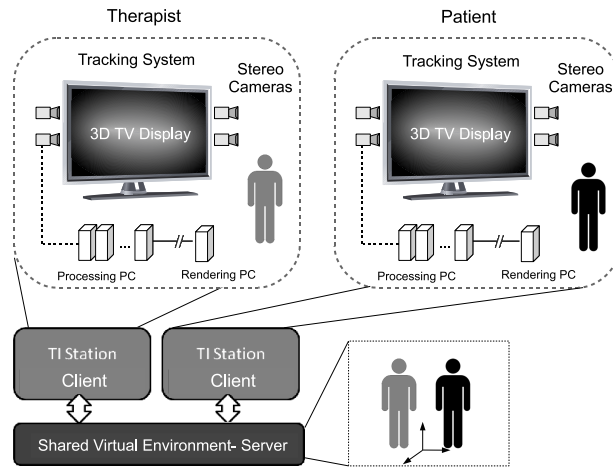 Therapist
Patient
Tracking System
Stereo
Cameras
3D TV Display
Processing PC
Rendering PC
Tracking System
Stereo
Cameras
3D TV Display
Processing PC
Rendering PC
TI Station
Client
TI Station
Client
Shared Virtual Environment- Server